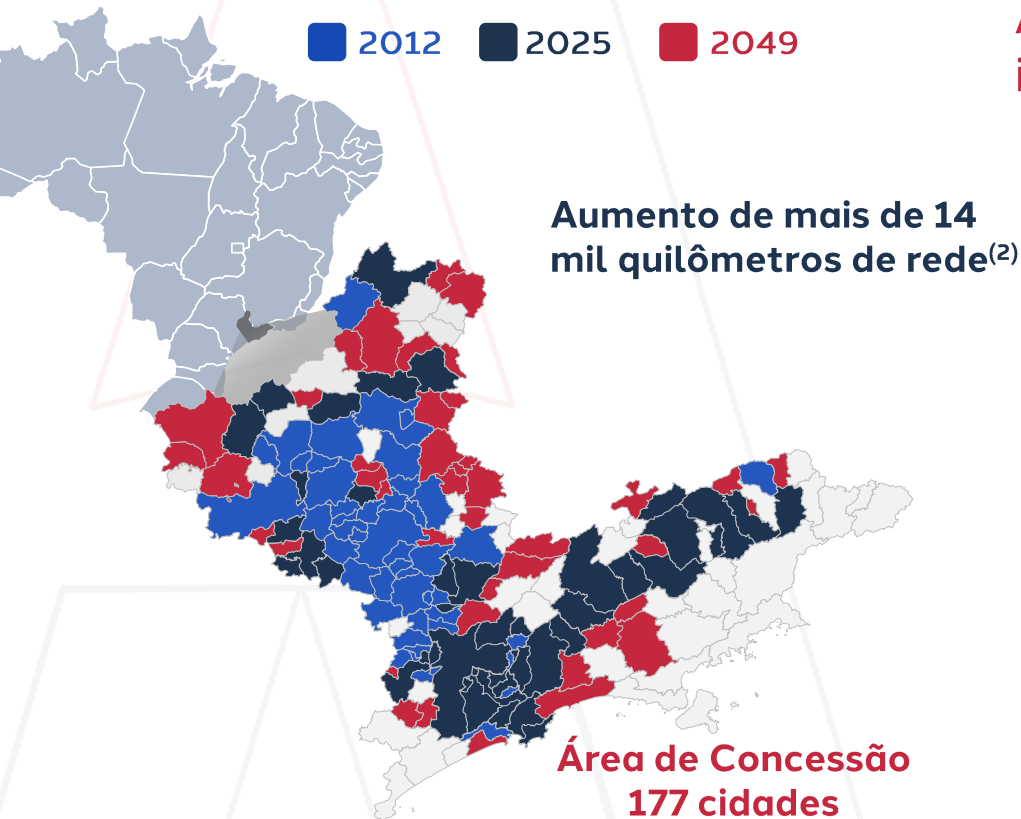 2012 2025 2049
Aumento de mais de 14
mil quilômetros de rede(2)
Área de Concessão
177 cidades